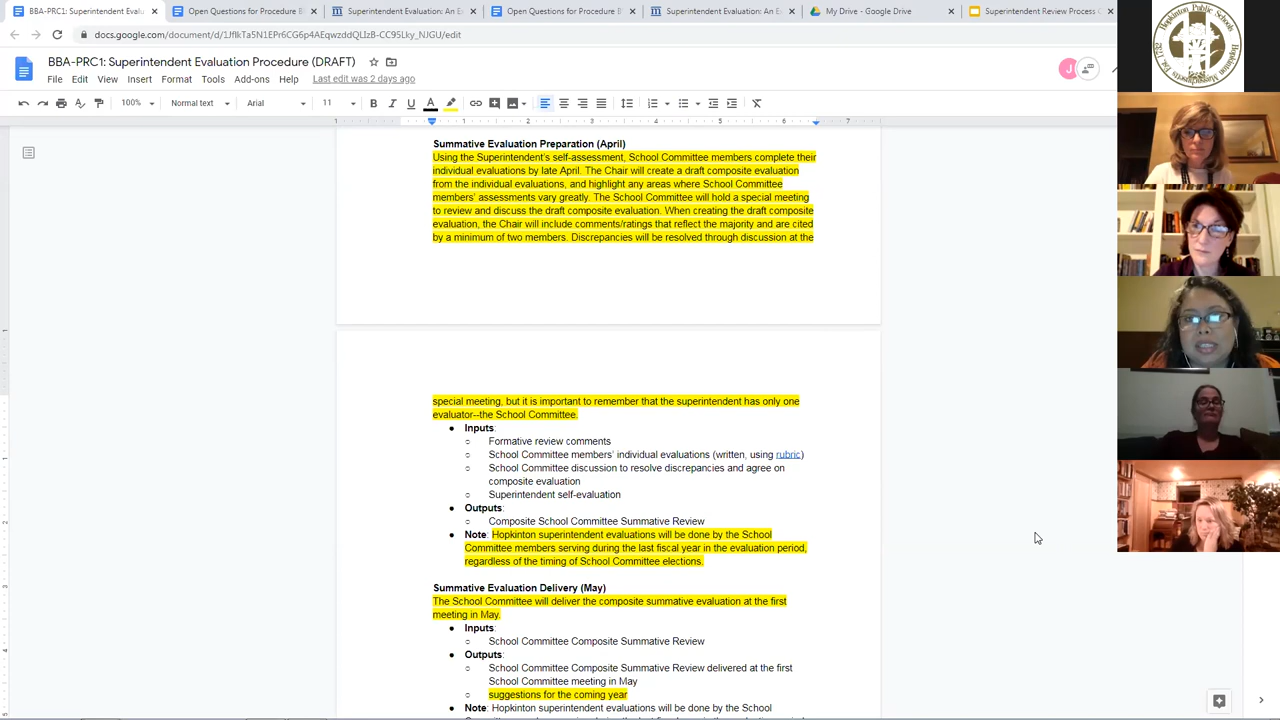 BBA-PRC1: Superintendent Evalu
Open Questions for Procedure B
Superintendent Evaluation: An E
Open Questions for Procedure B
Superintendent Evaluation: An E
My Drive - Google Drive
Superintendent Review Process
BBA-PRC1: Superintendent Evaluation Procedure (DRAFT)
File Edit View Insert Format Tools Add-ons Help Last edit was 2 days ago
100% Normal text Arial 11
Summative Evaluation Preparation (April)
Using the Superintendent's self-assessment, School Committee members complete their
individual evaluations by late April. The Chair will create a draft composite evaluation
from the individual evaluations, and highlight any areas where School Committee
members' assessments vary greatly. The School Committee will hold a special meeting
to review and discuss the draft composite evaluation. When creating the draft composite
evaluation, the Chair will include comments/ratings that reflect the majority and are cited
by a minimum of two members. Discrepancies will be resolved through discussion at the
special meeting, but it is important to remember that the superintendent has only one
evaluator--the School Committee.
Inputs:
Formative review comments
School Committee members' individual evaluations (written, using rubric)
School Committee discussion to resolve discrepancies and agree on
composite evaluation
Superintendent self-evaluation
Outputs:
Composite School Committee Summative Review
Note: Hopkinton superintendent evaluations will be done by the School
Committee members serving during the last fiscal year in the evaluation period,
regardless of the timing of School Committee elections.
Summative Evaluation Delivery (May)
The School Committee will deliver the composite summative evaluation at the first
meeting in May.
Inputs:
School Committee Composite Summative Review
Outputs:
School Committee Composite Summative Review delivered at the first
School Committee meeting in May
suggestions for the coming year
Note: Hopkinton superintendent evaluations will be done by the School
Hopkinton Public Schools
Hopkinton Massachusetts